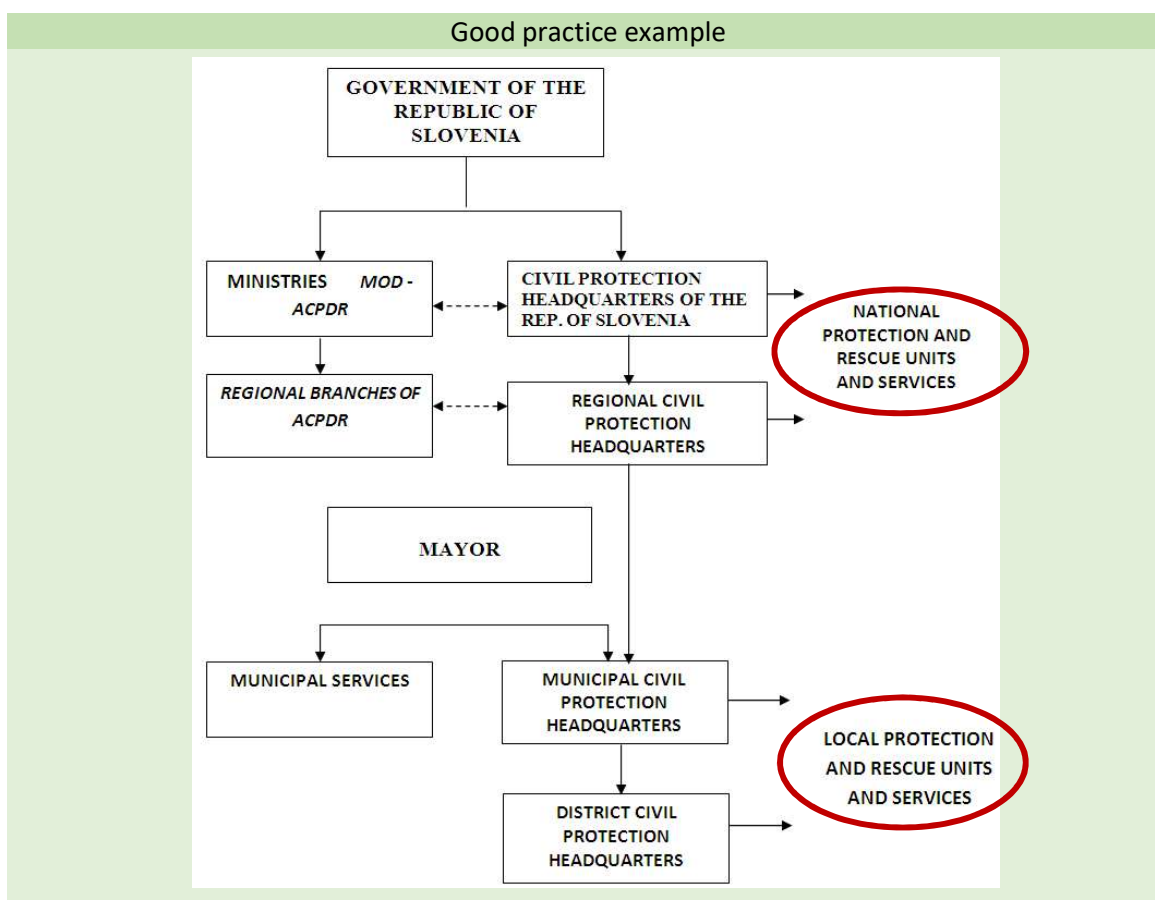 Good practice example
GOVERNMENT OF THE
REPUBLIC OF
SLOVENIA
MINISTRIES MOD -
ACPDR
CIVIL PROTECTION
HEADQUARTERS OF THE
REP. OF SLOVENIA
NATIONAL
PROTECTION AND
RESCUE UNITS
AND SERVICES
REGIONAL BRANCHES OF
ACPDR
REGIONAL CIVIL
PROTECTION
HEADQUARTERS
MAYOR
MUNICIPAL SERVICES
MUNICIPAL CIVIL
PROTECTION
HEADQUARTERS
LOCAL PROTECTION
AND RESCUE UNITS
AND SERVICES
DISTRICT CIVIL
PROTECTION
HEADQUARTERS